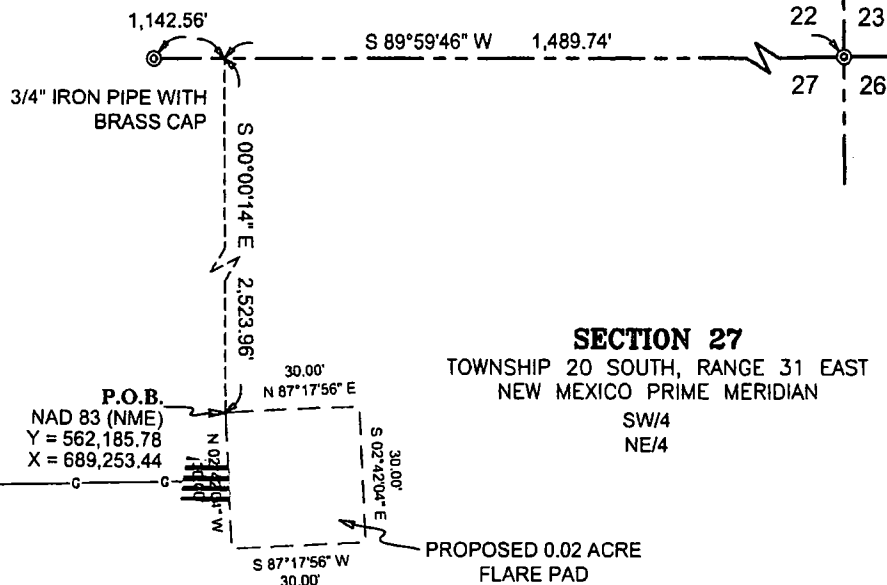 1,142.56'
S 89°59'46" W 1,489.74'
22 23
27 26
3/4" IRON PIPE WITH
BRASS CAP
S 00°00'14" E 2,523.96'
SECTION 27
TOWNSHIP 20 SOUTH, RANGE 31 EAST
NEW MEXICO PRIME MERIDIAN
SW/4
NE/4
30.00'
N 87°17'56" E
P.O.B.
NAD 83 (NME)
Y = 562,185.78
X = 689,253.44
S 02°42'04" E
30.00'
G G
PROPOSED 0.02 ACRE
FLARE PAD
S 87°17'56" W
30.00'